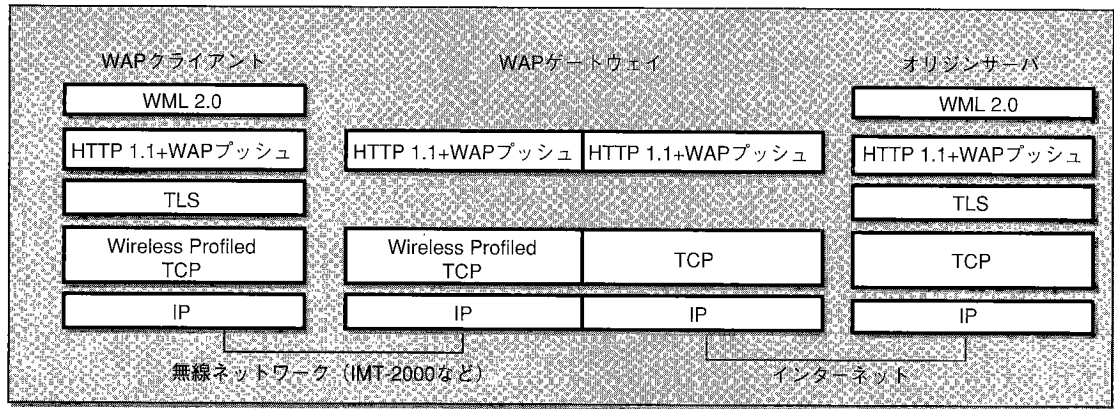 WAPクライアント
WAPゲートウェイ
オリジンサーバ
WML 2.0
WML 2.0
HTTP 1.1+WAPプッシュ
HTTP 1.1+WAPプッシュ
HTTP 1.1+WAPプッシュ
HTTP 1.1+WAPプッシュ
TLS
TLS
Wireless Profiled
TCP
Wireless Profiled
TCP
TCP
TCP
IP
IP
IP
IP
無線ネットワーク（IMT-2000など）
インターネット